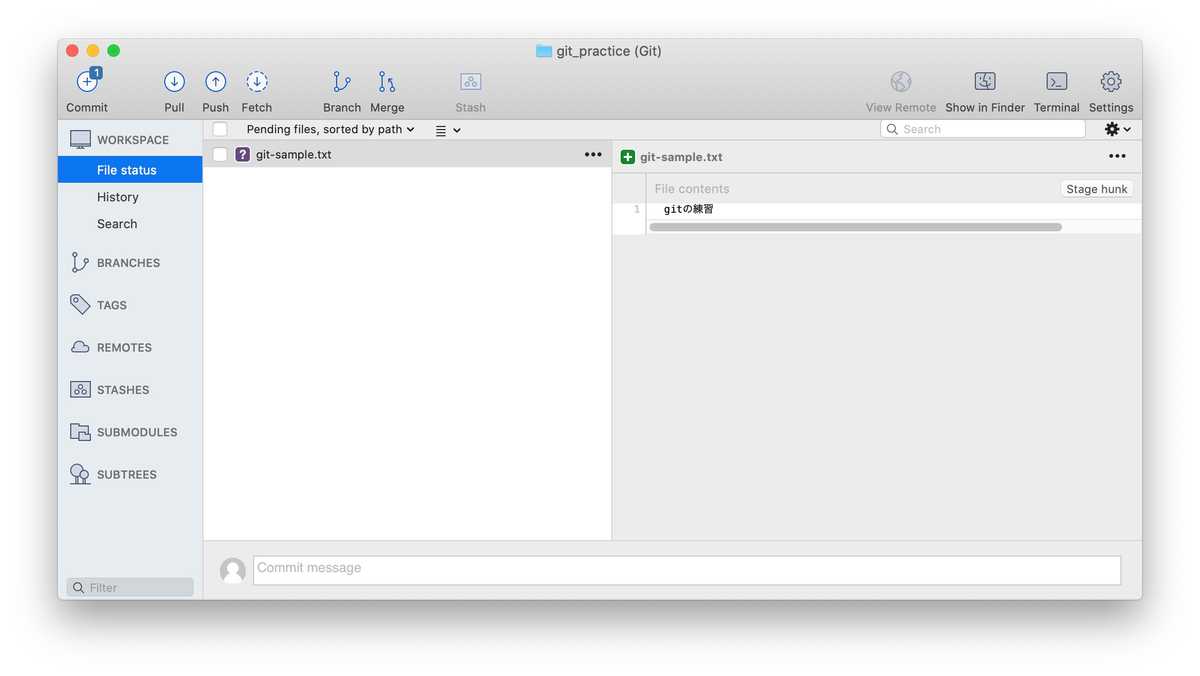 git_practice (Git)
1
Commit Pull Push Fetch Branch Merge Stash View Remote Show in Finder Terminal Settings
WORKSPACE
File status
History
Search
BRANCHES
TAGS
REMOTES
STASHES
SUBMODULES
SUBTREES
Filter
Pending files, sorted by path
Search
git-sample.txt
git-sample.txt
File contents Stage hunk
1 gitの練習
Commit message